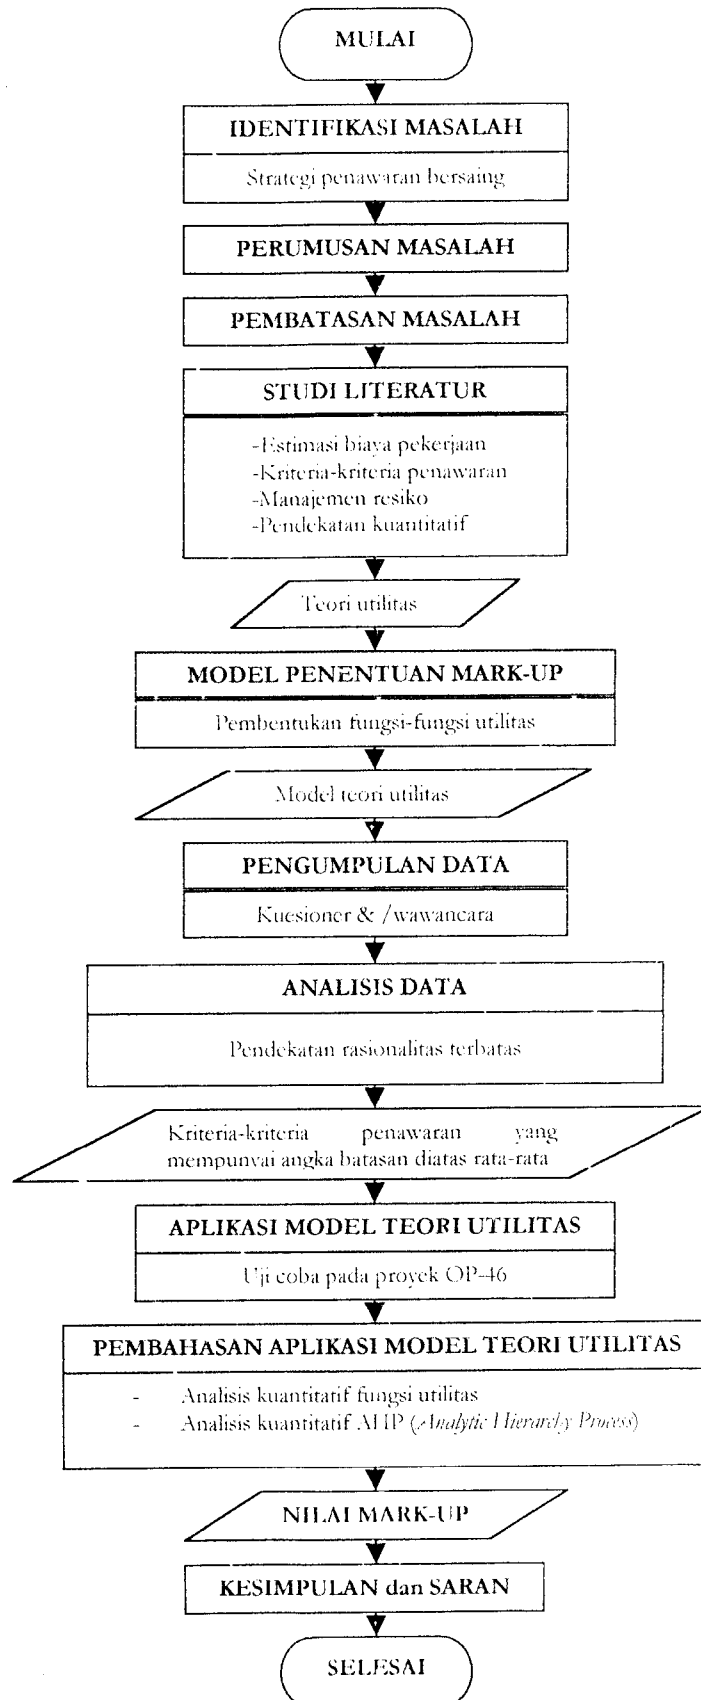 MULAI
IDENTIFIKASI MASALAH
Strategi penawaran bersaing
PERUMUSAN MASALAH
PEMBATASAN MASALAH
STUDI LITERATUR
-Estimasi biaya pekerjaan
-Kriteria-kriteria penawaran
-Manajemen resiko
-Pendekatan kuantitatif
Teori utilitas
MODEL PENENTUAN MARK-UP
Pembentukan fungsi-fungsi utilitas
Model teori utilitas
PENGUMPULAN DATA
Kuesioner & /wawancara
ANALISIS DATA
Pendekatan rasionalitas terbatas
Kriteria-kriteria penawaran yang
mempunyai angka batasan diatas rata-rata
APLIKASI MODEL TEORI UTILITAS
Uji coba pada proyek OP-46
PEMBAHASAN APLIKASI MODEL TEORI UTILITAS
- Analisis kuantitatif fungsi utilitas
- Analisis kuantitatif AHP (Analytic Hierarchy Process)
NILAI MARK-UP
KESIMPULAN dan SARAN
SELESAI